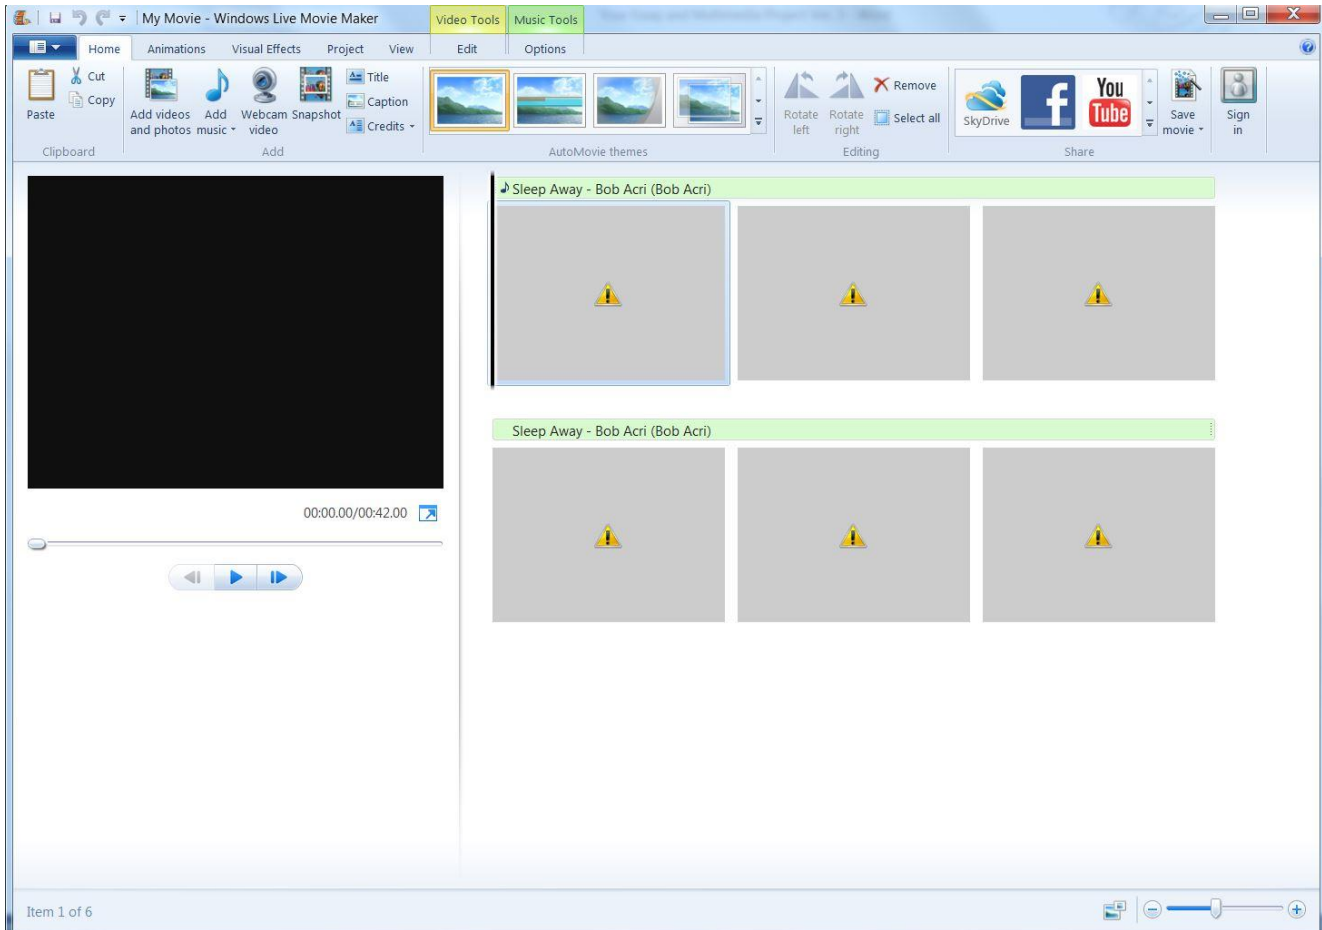 My Movie - Windows Live Movie Maker
Video Tools
Music Tools
Home
Animations
Visual Effects
Project
View
Edit
Options
Paste
Cut
Copy
Clipboard
Add videos
and photos
Add
music
Webcam
video
Snapshot
Title
Caption
Credits
Add
AutoMovie themes
Rotate
left
Rotate
right
Remove
Select all
Editing
SkyDrive
f
You
Tube
Share
Save
movie
Sign
in
Sleep Away - Bob Acri (Bob Acri)
Sleep Away - Bob Acri (Bob Acri)
00:00.00/00:42.00
Item 1 of 6